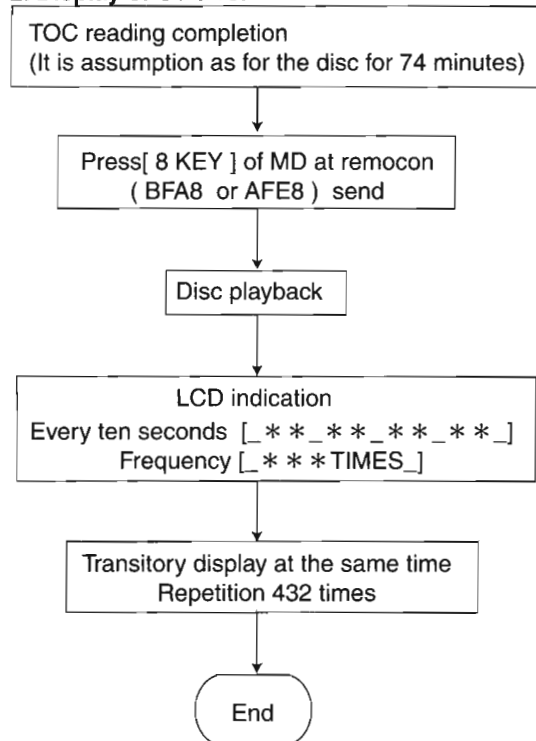 TOC reading completion
(It is assumption as for the disc for 74 minutes)
Press[ 8 KEY ] of MD at remocon
( BFA8 or AFE8 ) send
Disc playback
LCD indication
Every ten seconds [_**_**_**_**_]
Frequency [_***TIMES_]
Transitory display at the same time
Repetition 432 times
End